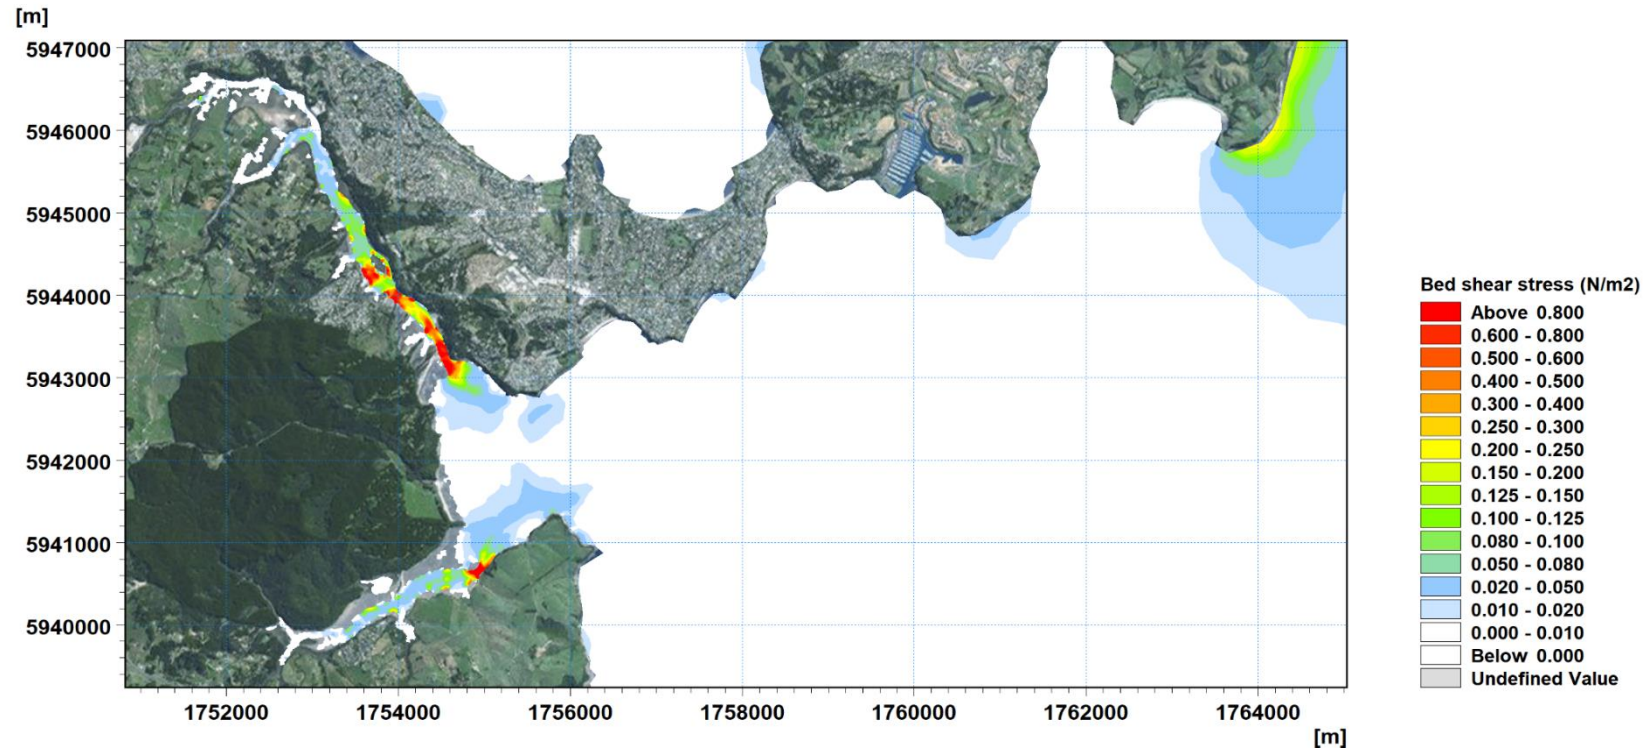 [m]
5947000
5946000
5945000
5944000
5943000
5942000
5941000
5940000
1752000 1754000 1756000 1758000 1760000 1762000 1764000
[m]
Bed shear stress (N/m2)
Above 0.800
0.600 - 0.800
0.500 - 0.600
0.400 - 0.500
0.300 - 0.400
0.250 - 0.300
0.200 - 0.250
0.150 - 0.200
0.125 - 0.150
0.100 - 0.125
0.080 - 0.100
0.050 - 0.080
0.020 - 0.050
0.010 - 0.020
0.000 - 0.010
Below 0.000
Undefined Value